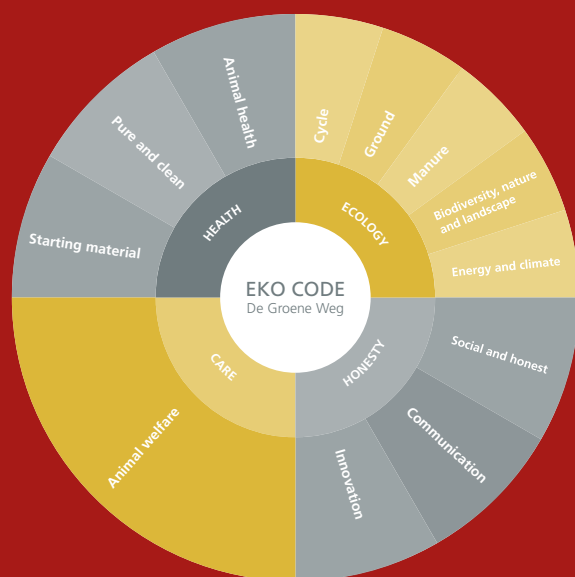 EKO CODE
De Groene Weg
ECOLOGY
Cycle
Ground
Manure
Biodiversity, nature
and landscape
Energy and climate
HONESTY
Social and honest
Communication
Innovation
CARE
Animal welfare
HEALTH
Starting material
Pure and clean
Animal health